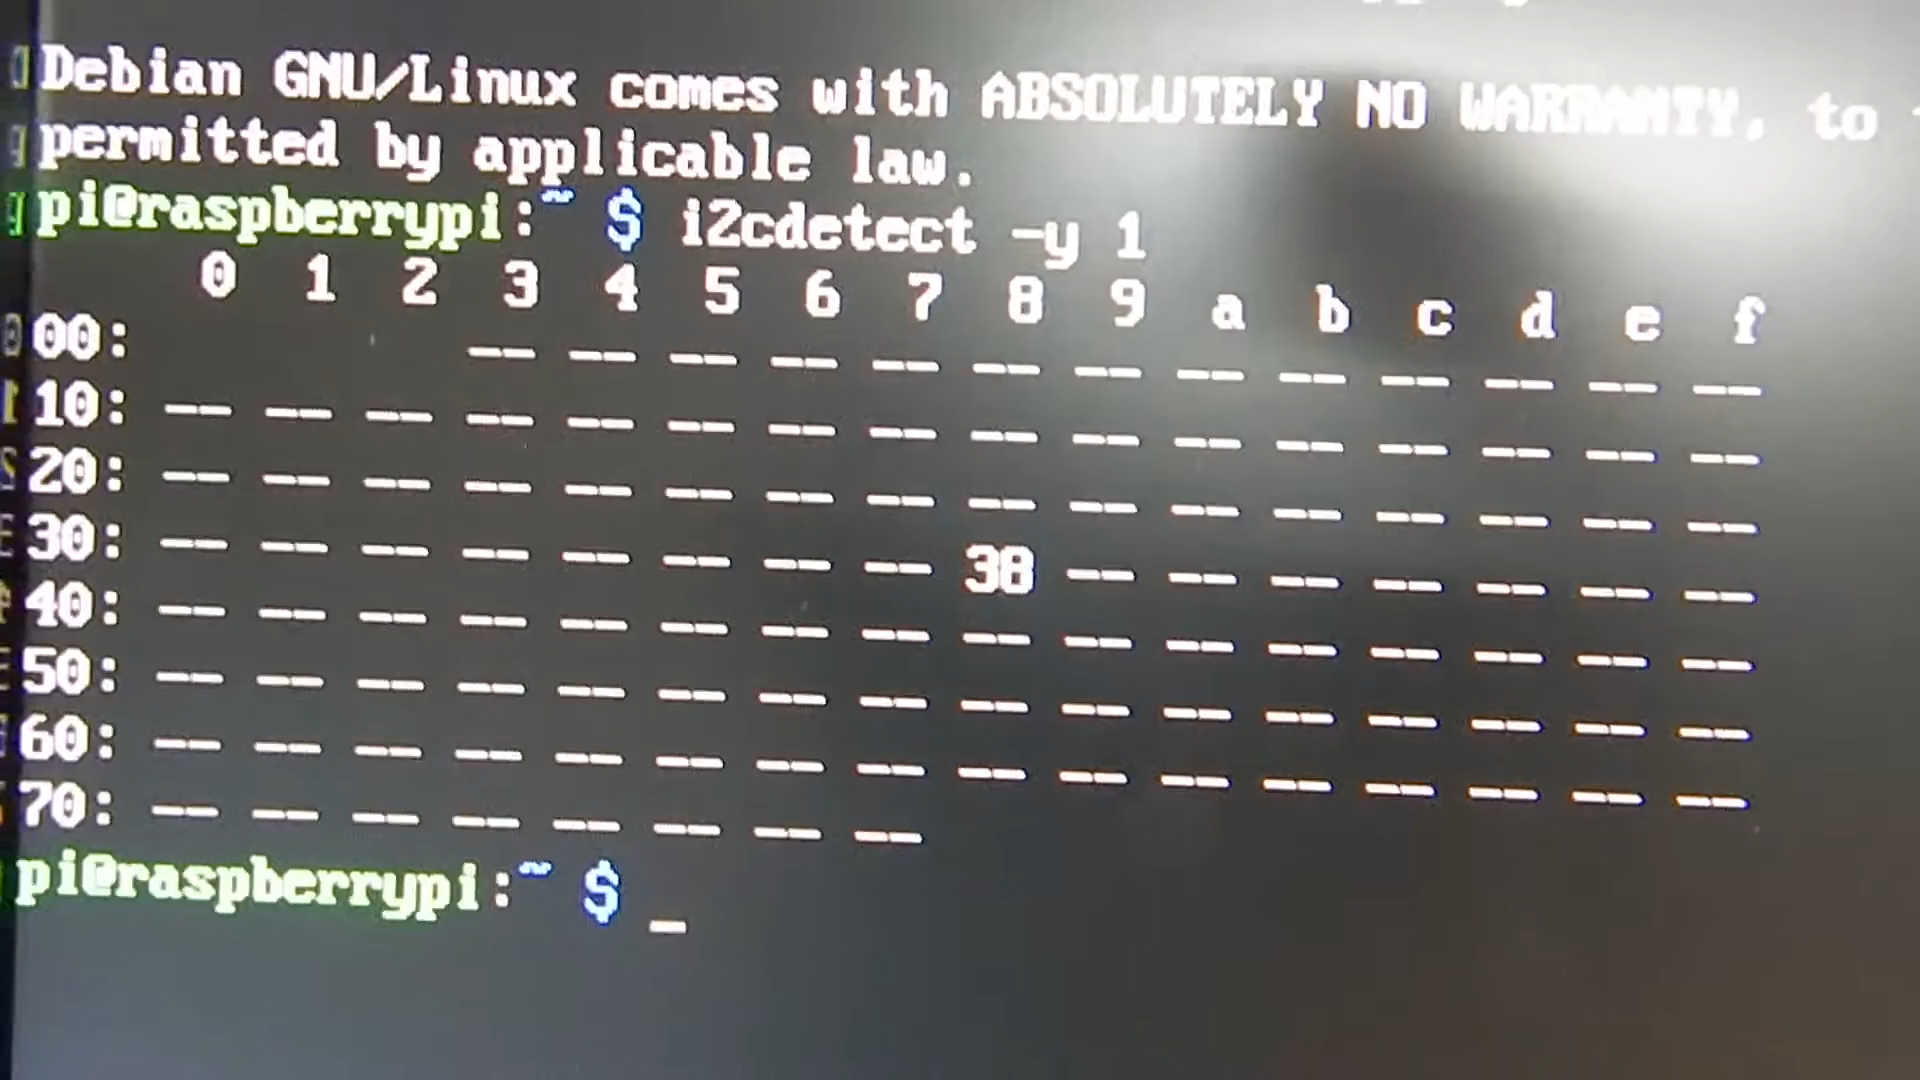 Debian GNU/Linux comes with ABSOLUTELY NO WARRANTY, to
permitted by applicable law.
pi@raspberrypi:~ $ i2cdetect -y 1
     0  1  2  3  4  5  6  7  8  9  a  b  c  d  e  f
00:          -- -- -- -- -- -- -- -- -- -- -- -- --
10: -- -- -- -- -- -- -- -- -- -- -- -- -- -- -- --
20: -- -- -- -- -- -- -- -- -- -- -- -- -- -- -- --
30: -- -- -- -- -- -- -- -- 38 -- -- -- -- -- -- --
40: -- -- -- -- -- -- -- -- -- -- -- -- -- -- -- --
50: -- -- -- -- -- -- -- -- -- -- -- -- -- -- -- --
60: -- -- -- -- -- -- -- -- -- -- -- -- -- -- -- --
70: -- -- -- -- -- -- -- --
pi@raspberrypi:~ $ _